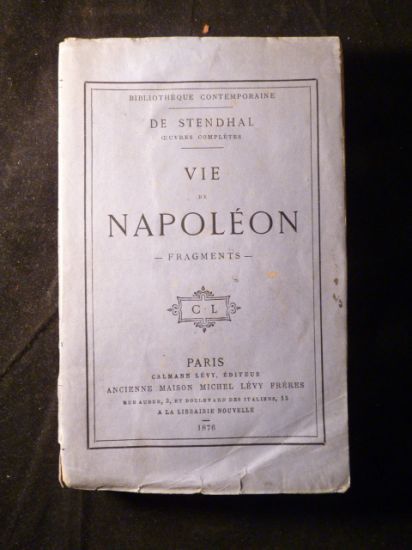 BIBLIOTHÈQUE CONTEMPORAINE
DE STENDHAL
ŒUVRES COMPLÈTES
VIE
DE
NAPOLÉON
— FRAGMENTS —
C · L
PARIS
CALMANN LÉVY, ÉDITEUR
ANCIENNE MAISON MICHEL LÉVY FRÈRES
RUE AUBER, 3, ET BOULEVARD DES ITALIENS, 15
A LA LIBRAIRIE NOUVELLE
1876